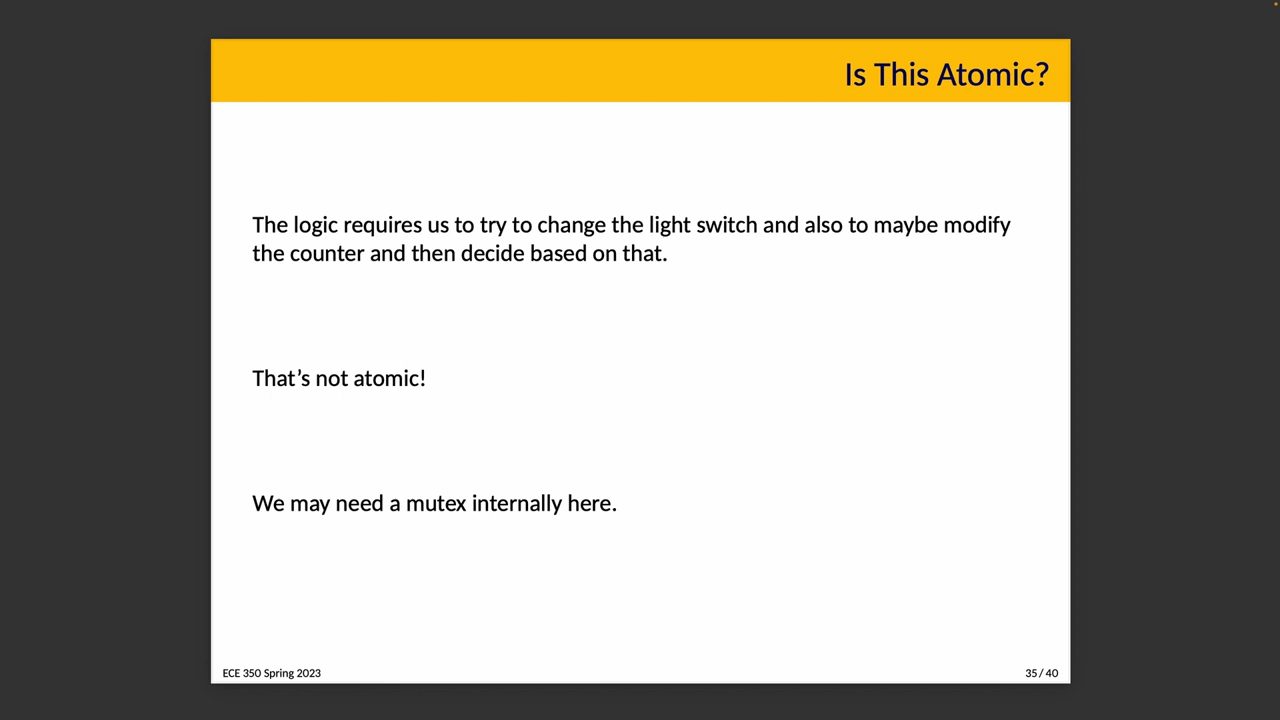 Is This Atomic?
The logic requires us to try to change the light switch and also to maybe modify
the counter and then decide based on that.
That’s not atomic!
We may need a mutex internally here.
ECE 350 Spring 2023
35 / 40